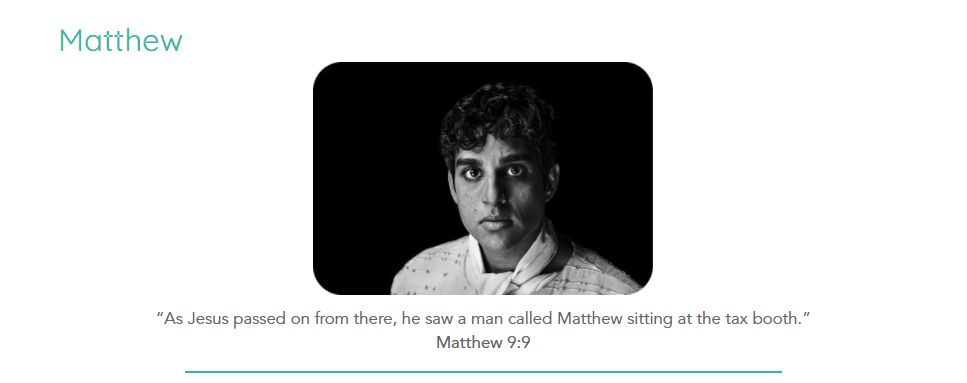 Matthew
“As Jesus passed on from there, he saw a man called Matthew sitting at the tax booth.”
Matthew 9:9